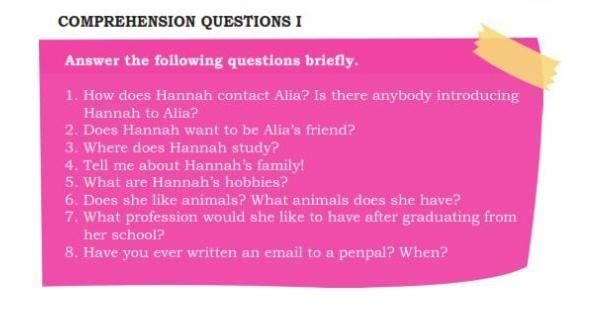 COMPREHENSION QUESTIONS I
Answer the following questions briefly.
1. How does Hannah contact Alia? Is there anybody introducing
Hannah to Alia?
2. Does Hannah want to be Alia's friend?
3. Where does Hannah study?
4. Tell me about Hannah's family!
5. What are Hannah's hobbies?
6. Does she like animals? What animals does she have?
7. What profession would she like to have after graduating from
her school?
8. Have you ever written an email to a penpal? When?